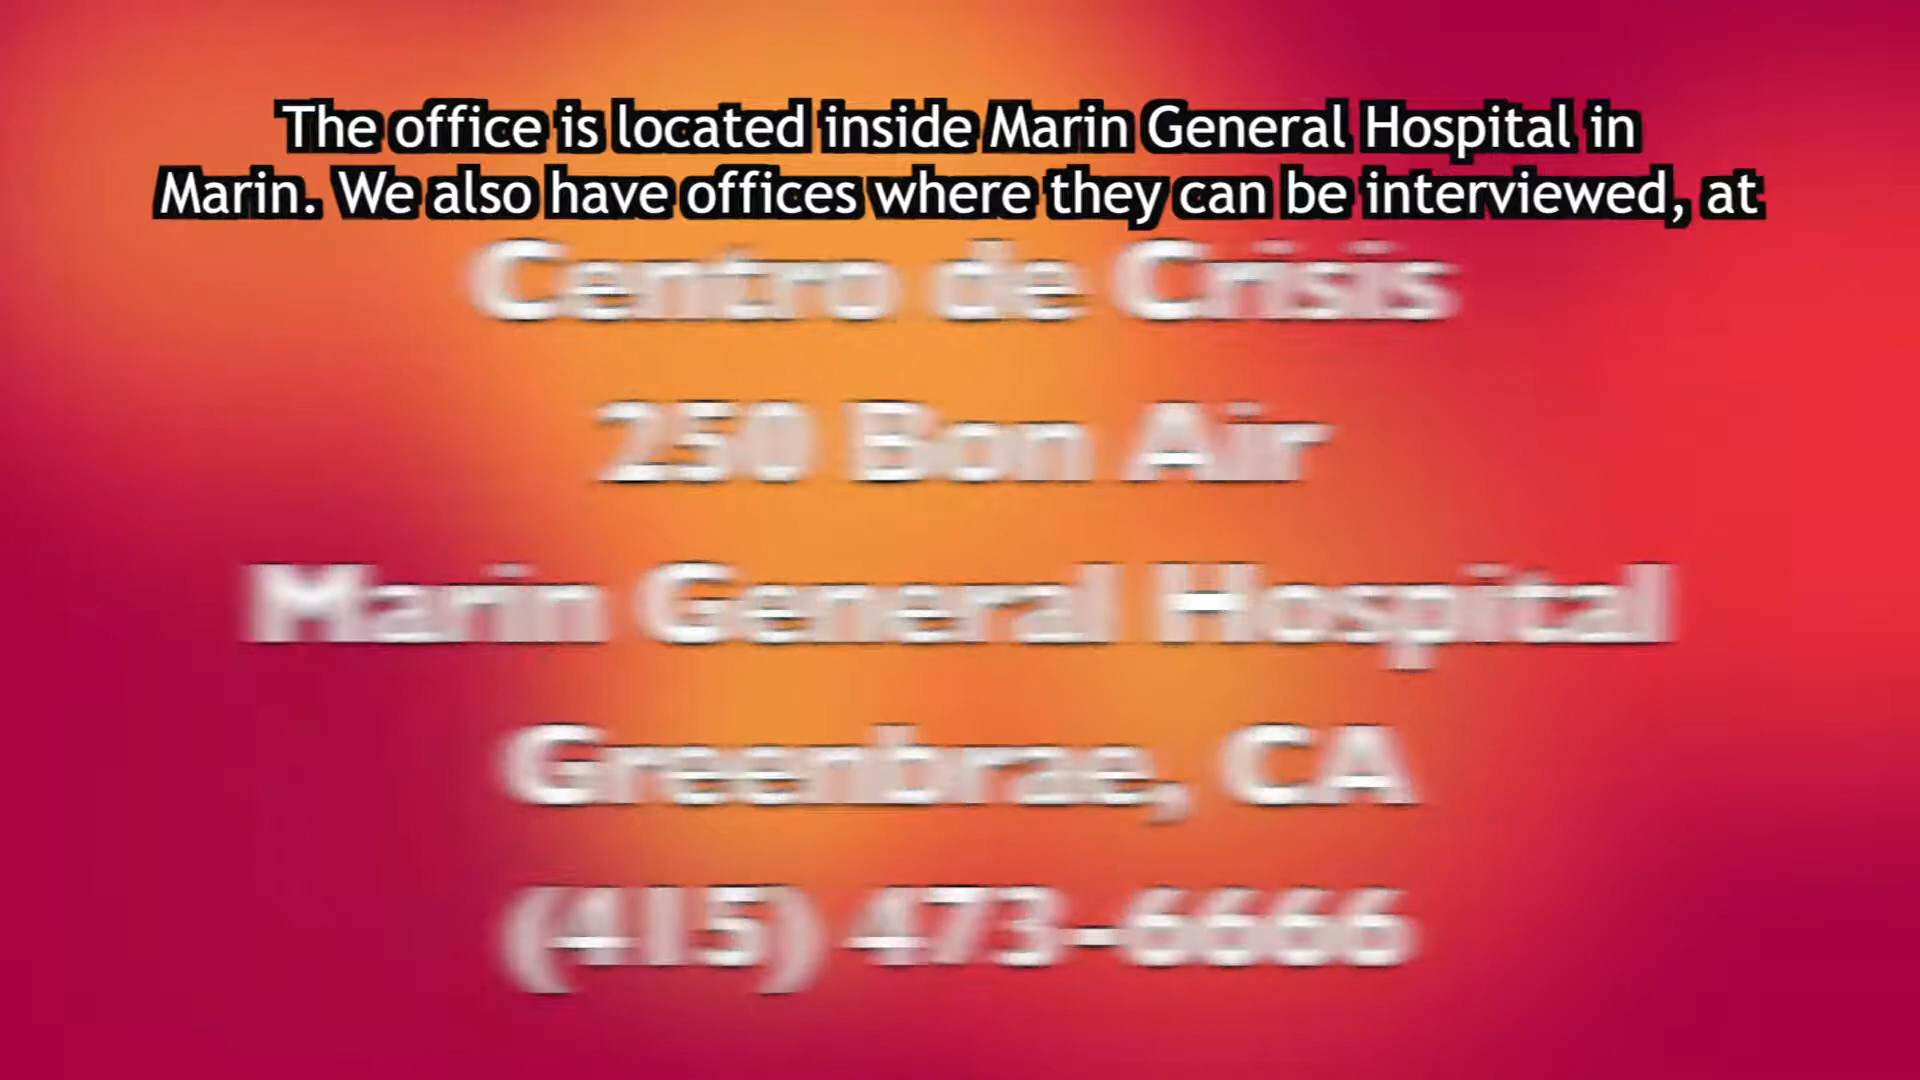 The office is located inside Marin General Hospital in
Marin. We also have offices where they can be interviewed, at
Centro de Crisis
250 Bon Air
Marin General Hospital
Greenbrae, CA
(415) 473-6666